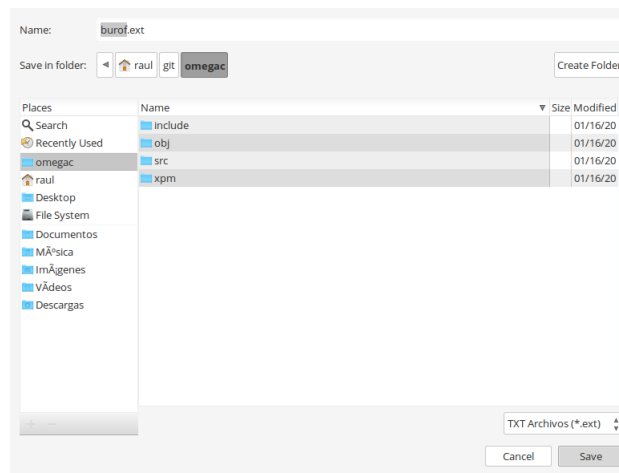 Name: burof.ext
Save in folder: raul git omegac Create Folder
Places Name Size Modified
Search include 01/16/20
Recently Used obj 01/16/20
omegac src 01/16/20
raul xpm 01/16/20
Desktop
File System
Documentos
MÃºsica
ImÃ¡genes
VÃdeos
Descargas
TXT Archivos (*.ext)
Cancel Save